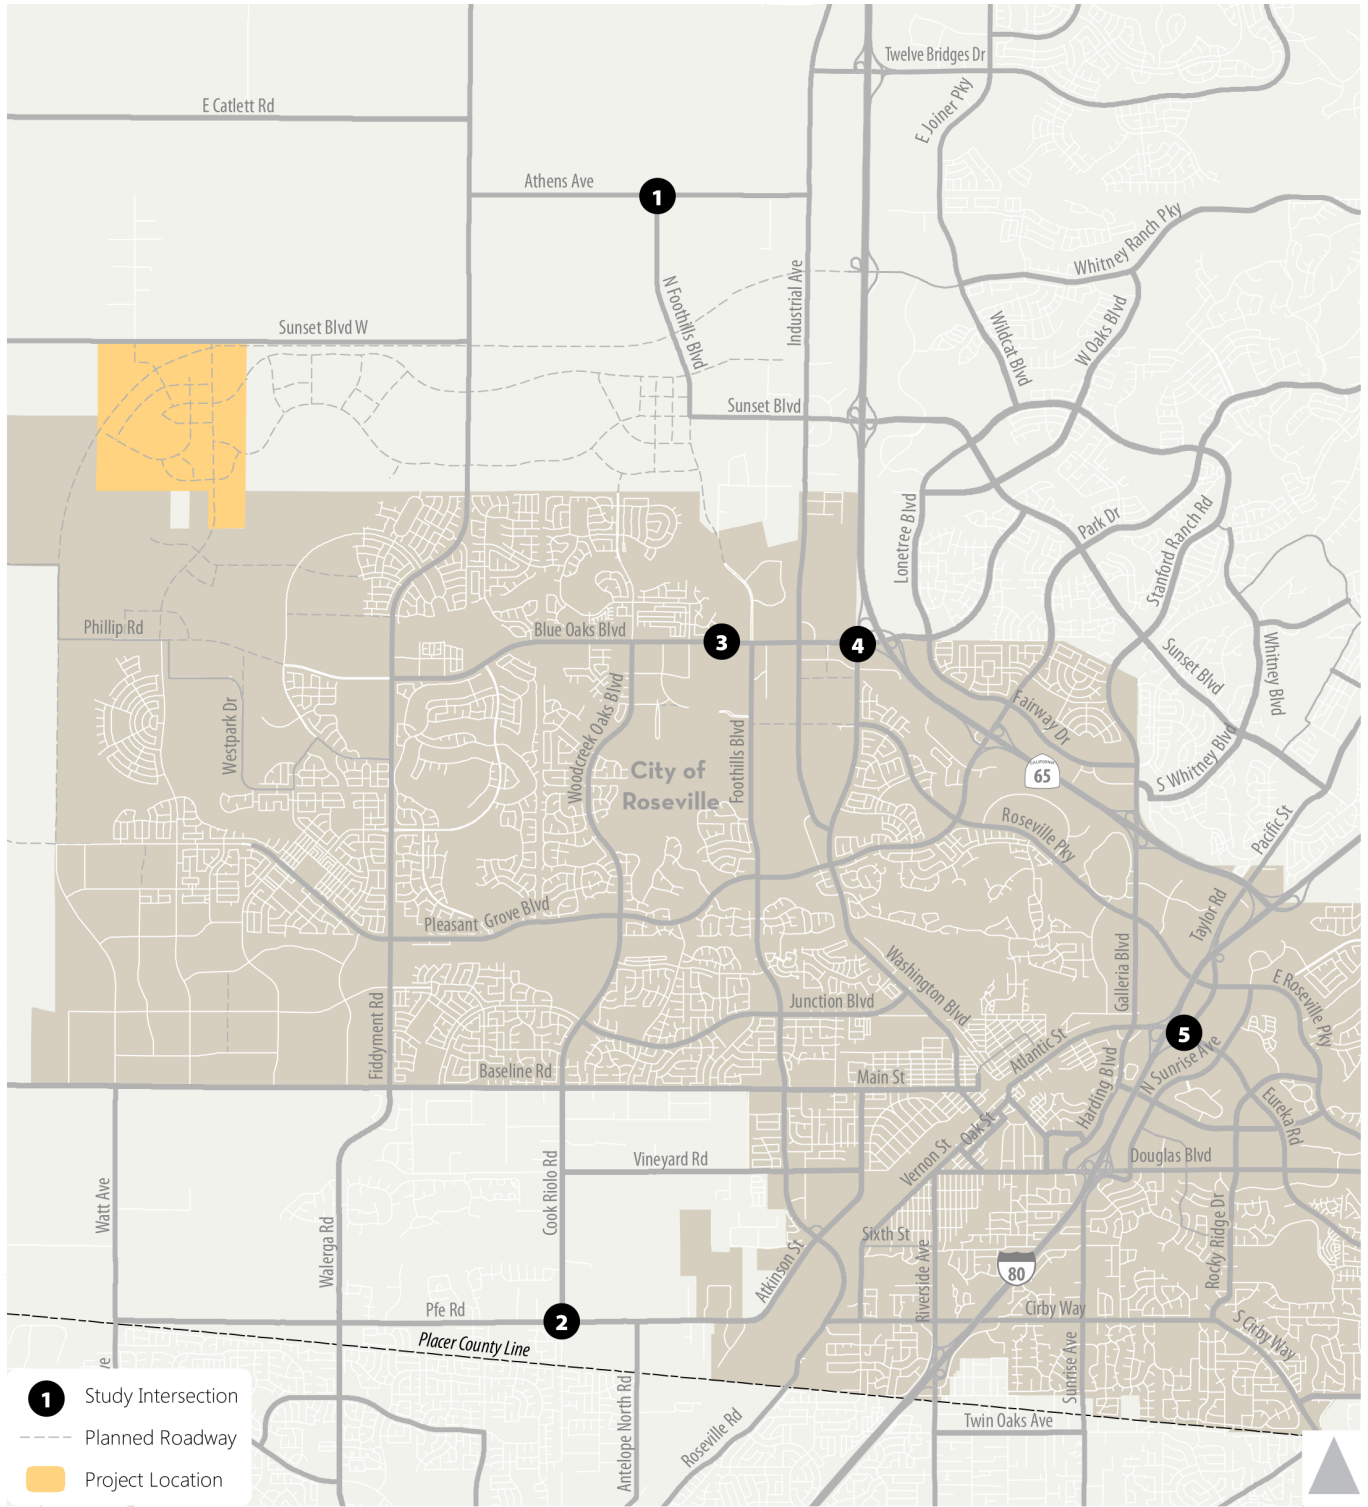 Twelve Bridges Dr
E Catlett Rd
E Joiner Pky
Athens Ave
1
Whitney Ranch Pky
N Foothills Blvd
Industrial Ave
Sunset Blvd W
Wildcat Blvd
W Oaks Blvd
Sunset Blvd
Lonetree Blvd
Park Dr
Stanford Ranch Rd
Phillip Rd
Blue Oaks Blvd
3
4
Whitney Blvd
Sunset Blvd
Westpark Dr
Woodcreek Oaks Blvd
Foothills Blvd
Fairway Dr
City of
Roseville
CALIFORNIA
65
S Whitney Blvd
Roseville Pky
Pacific St
Pleasant Grove Blvd
Taylor Rd
Galleria Blvd
Washington Blvd
E Roseville Pky
Junction Blvd
Fiddyment Rd
Atlantic St
5
N Sunrise Ave
Baseline Rd
Main St
Harding Blvd
Eureka Rd
Oak St
Vernon St
Douglas Blvd
Vineyard Rd
Watt Ave
Cook Riolo Rd
Walerga Rd
Sixth St
Riverside Ave
Rocky Ridge Dr
Atkinson St
80
Pfe Rd
2
Cirby Way
S Cirby Way
Placer County Line
Sunrise Ave
ve
Antelope North Rd
Roseville Rd
Twin Oaks Ave
1 Study Intersection
Planned Roadway
Project Location